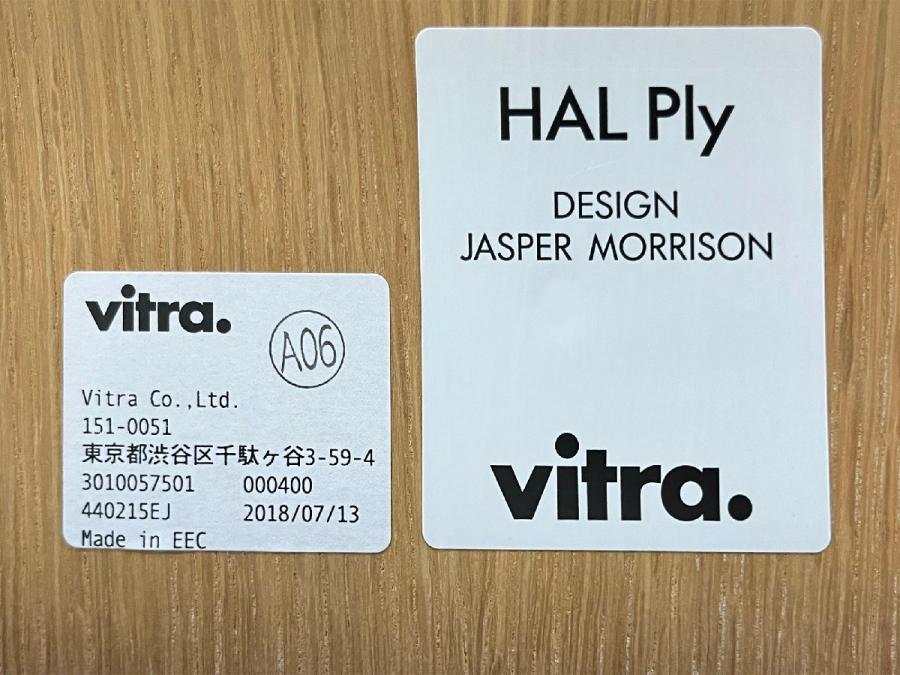 vitra.
A06
Vitra Co.,Ltd.
151-0051
東京都渋谷区千駄ヶ谷3-59-4
3010057501 000400
440215EJ 2018/07/13
Made in EEC
HAL Ply
DESIGN
JASPER MORRISON
vitra.